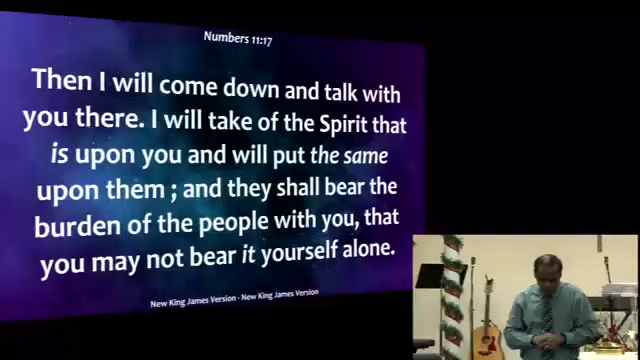 Numbers 11:17
Then I will come down and talk with
you there. I will take of the Spirit that
is upon you and will put the same
upon them ; and they shall bear the
burden of the people with you, that
you may not bear it yourself alone.
New King James Version - New King James Version